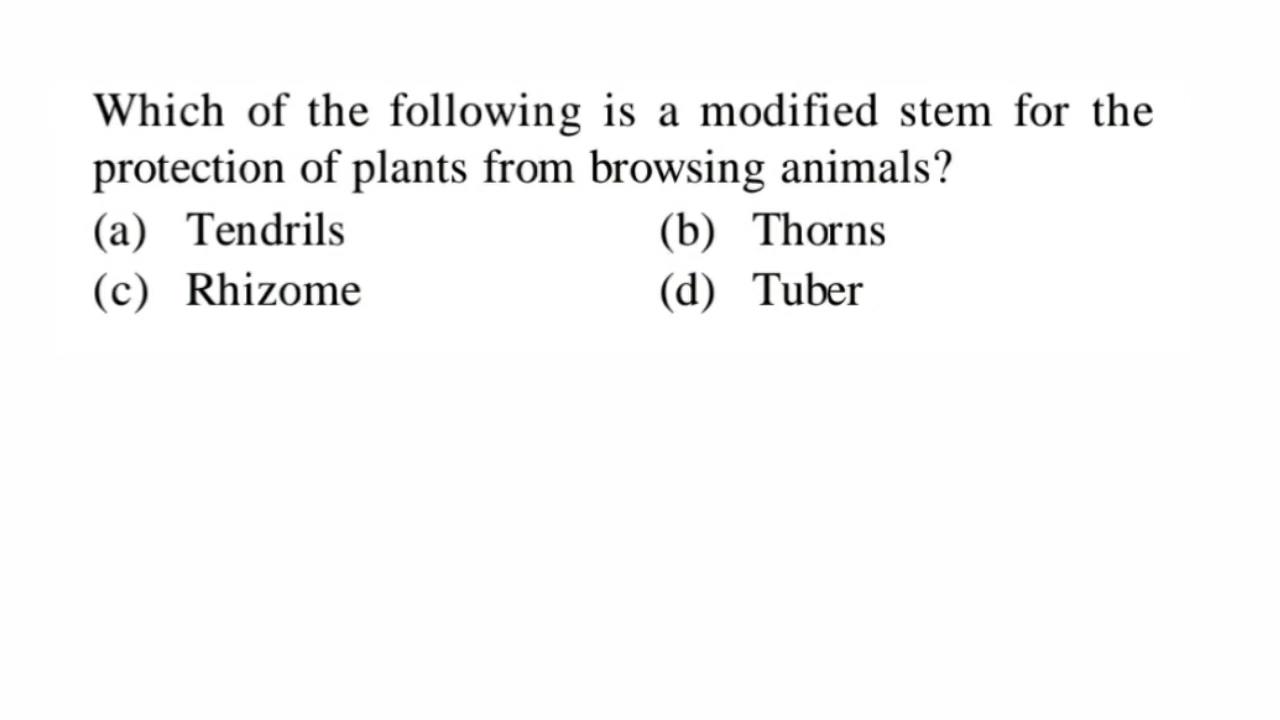 Which of the following is a modified stem for the
protection of plants from browsing animals?
(a) Tendrils (b) Thorns
(c) Rhizome (d) Tuber